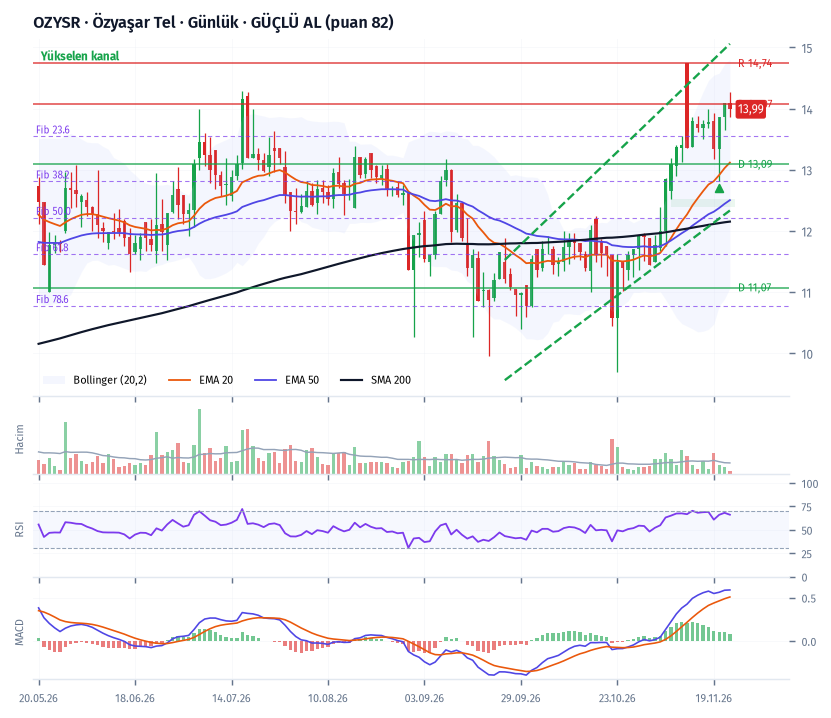 OZYSR · Özyaşar Tel · Günlük · GÜÇLÜ AL (puan 82)
Yükselen kanal
15
R 14,74
14
13,99
Fib 23.6
D 13,09
13
Fib 38.2
Fib 50.0
12
Fib 61.8
D 11,07
11
Fib 78.6
10
Bollinger (20,2)
EMA 20
EMA 50
SMA 200
Hacim
RSI
100
75
50
25
0
MACD
0.5
0.0
20.05.26
18.06.26
14.07.26
10.08.26
03.09.26
29.09.26
23.10.26
19.11.26